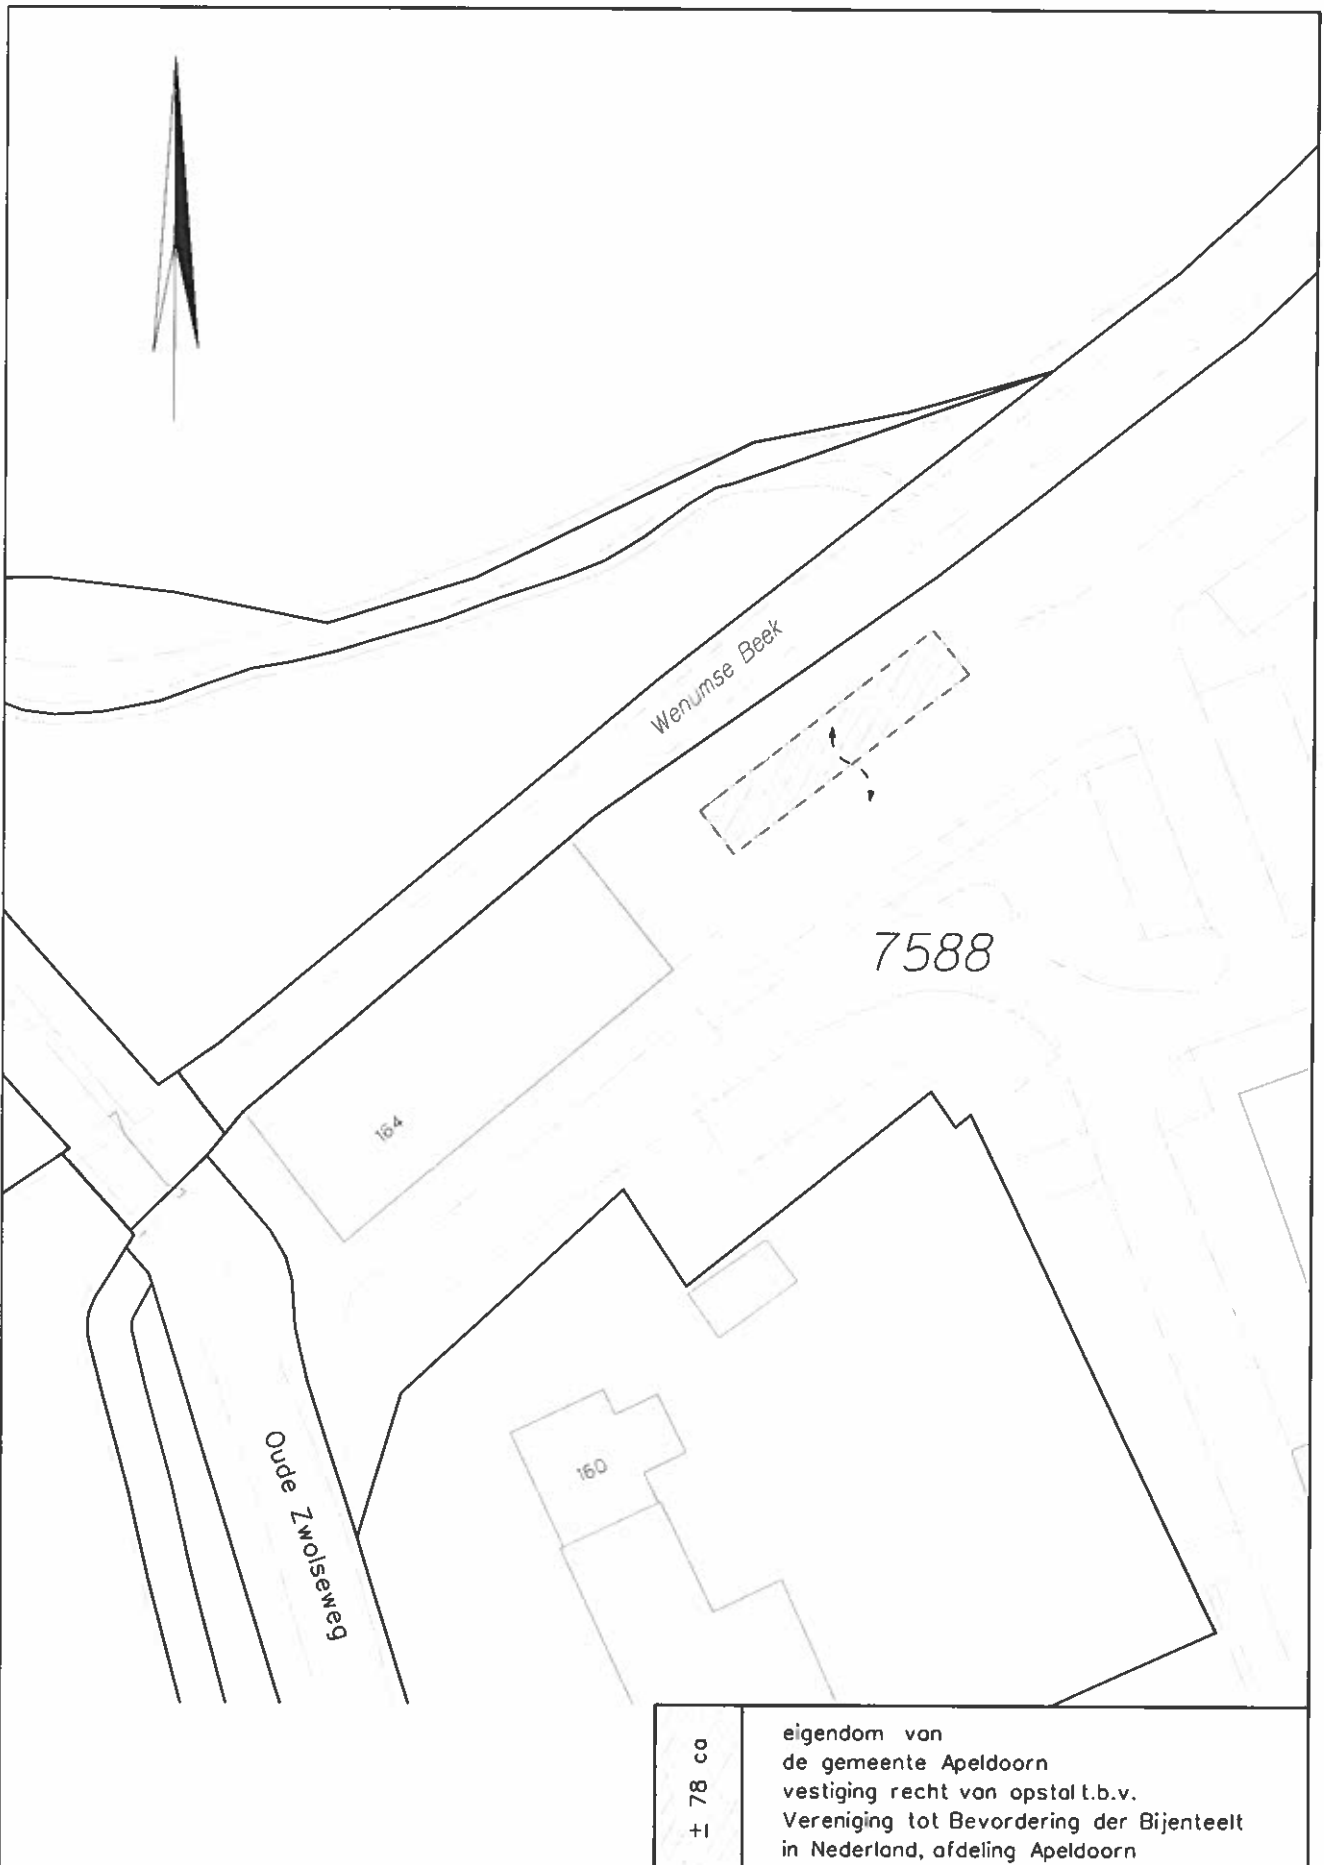 Wenumse Beek
7588
164
160
Oude Zwolseweg
± 78 ca
eigendom van
de gemeente Apeldoorn
vestiging recht van opstal t.b.v.
Vereniging tot Bevordering der Bijenteelt
in Nederland, afdeling Apeldoorn